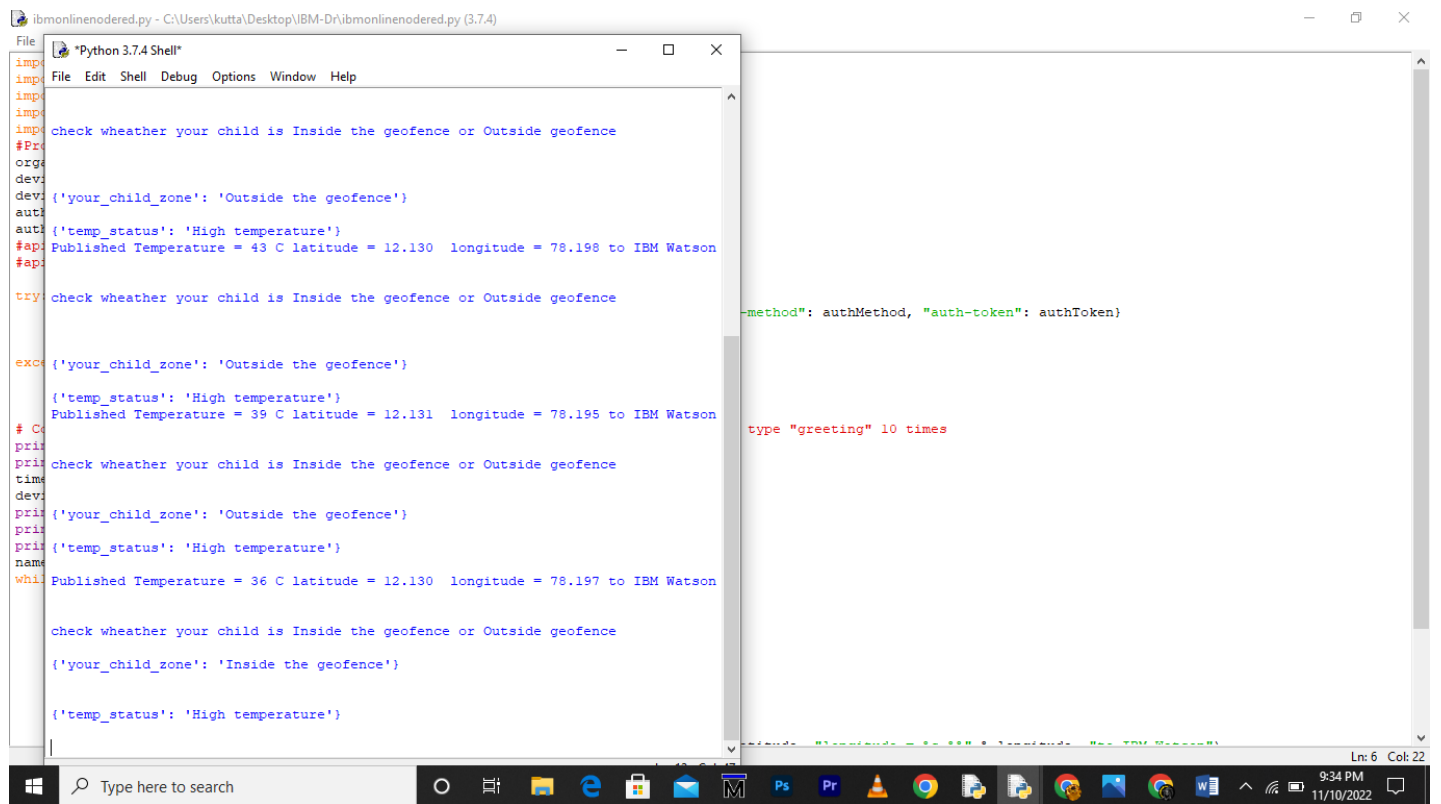 ibmonlinenodered.py - C:\Users\kutta\Desktop\IBM-Dr\ibmonlinenodered.py (3.7.4)
File
*Python 3.7.4 Shell*
File Edit Shell Debug Options Window Help
check wheather your child is Inside the geofence or Outside geofence
#Pro
{'your_child_zone': 'Outside the geofence'}
{'temp_status': 'High temperature'}
Published Temperature = 43 C latitude = 12.130 longitude = 78.198 to IBM Watson
try:
check wheather your child is Inside the geofence or Outside geofence
-method": authMethod, "auth-token": authToken}
{'your_child_zone': 'Outside the geofence'}
{'temp_status': 'High temperature'}
Published Temperature = 39 C latitude = 12.131 longitude = 78.195 to IBM Watson
# Co
type "greeting" 10 times
check wheather your child is Inside the geofence or Outside geofence
time
{'your_child_zone': 'Outside the geofence'}
{'temp_status': 'High temperature'}
name
Published Temperature = 36 C latitude = 12.130 longitude = 78.197 to IBM Watson
check wheather your child is Inside the geofence or Outside geofence
{'your_child_zone': 'Inside the geofence'}
{'temp_status': 'High temperature'}
Ln: 6 Col: 22
Type here to search
Ps
Pr
9:34 PM
11/10/2022